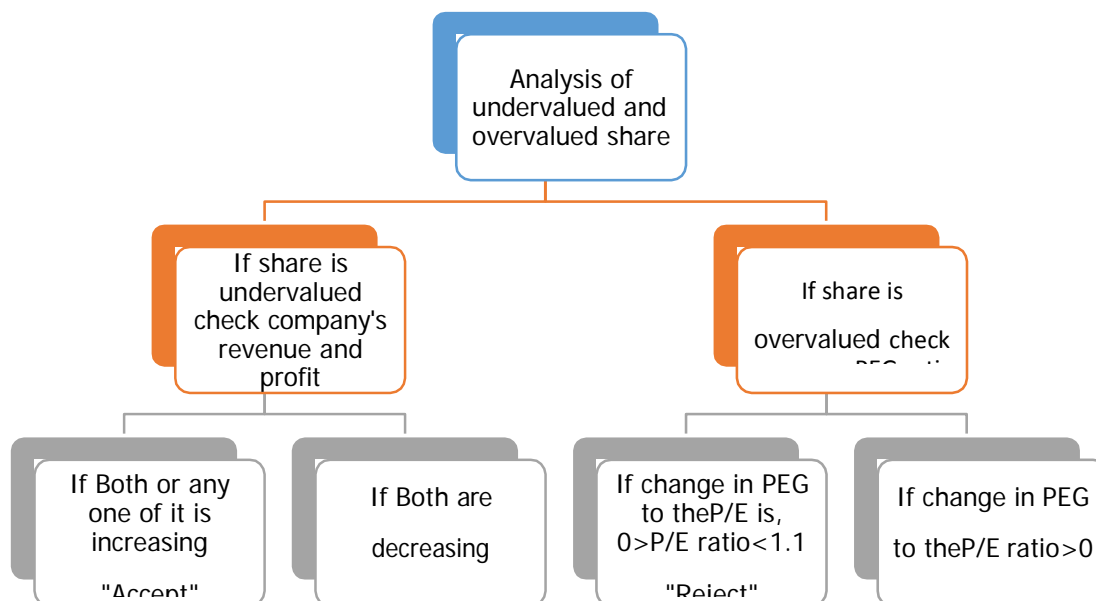 Analysis of
undervalued and
overvalued share
If share is
undervalued
check company's
revenue and
profit
If share is
overvalued check
If Both or any
one of it is
increasing
"Accept"
If Both are
decreasing
If change in PEG
to theP/E is,
0>P/E ratio<1.1
"Reject"
If change in PEG
to theP/E ratio>0